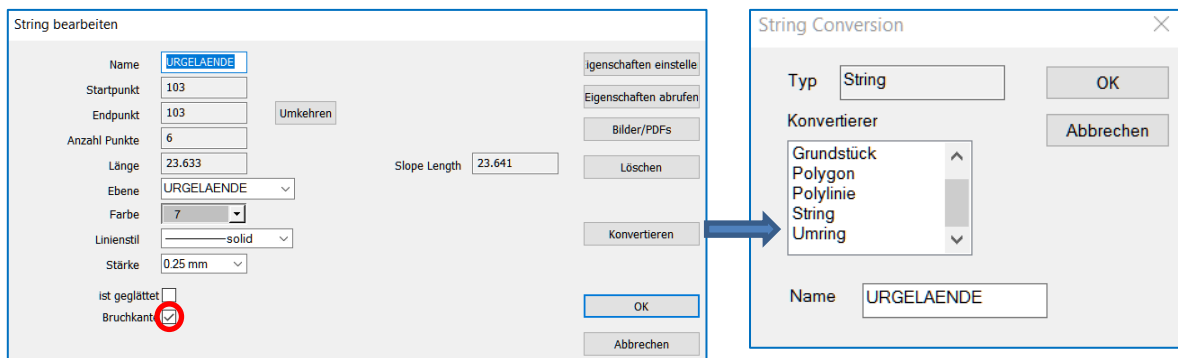 String bearbeiten
Name URGELAENDE
Startpunkt 103
Endpunkt 103 Umkehren
Anzahl Punkte 6
Länge 23.633 Slope Length 23.641
Ebene URGELAENDE
Farbe 7
Linienstil solid
Stärke 0.25 mm
ist geglättet
Bruchkante
igenschaften einstelle
Eigenschaften abrufen
Bilder/PDFs
Löschen
Konvertieren
OK
Abbrechen
String Conversion
Typ String OK
Konvertierer Abbrechen
Grundstück
Polygon
Polylinie
String
Umring
Name URGELAENDE